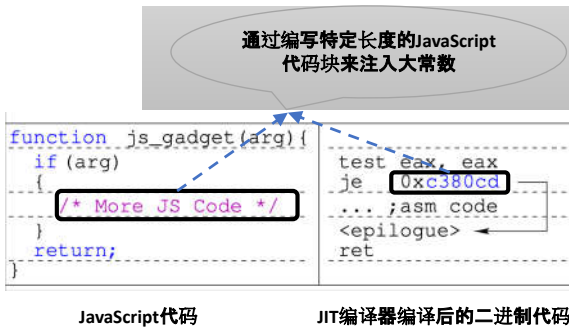 通过编写特定长度的JavaScript
代码块来注入大常数
function js_gadget(arg){
if(arg)
{
/* More JS Code */
}
return;
}
test eax, eax
je 0xc380cd
... ;asm code
<epilogue>
ret
JavaScript代码
JIT编译器编译后的二进制代码